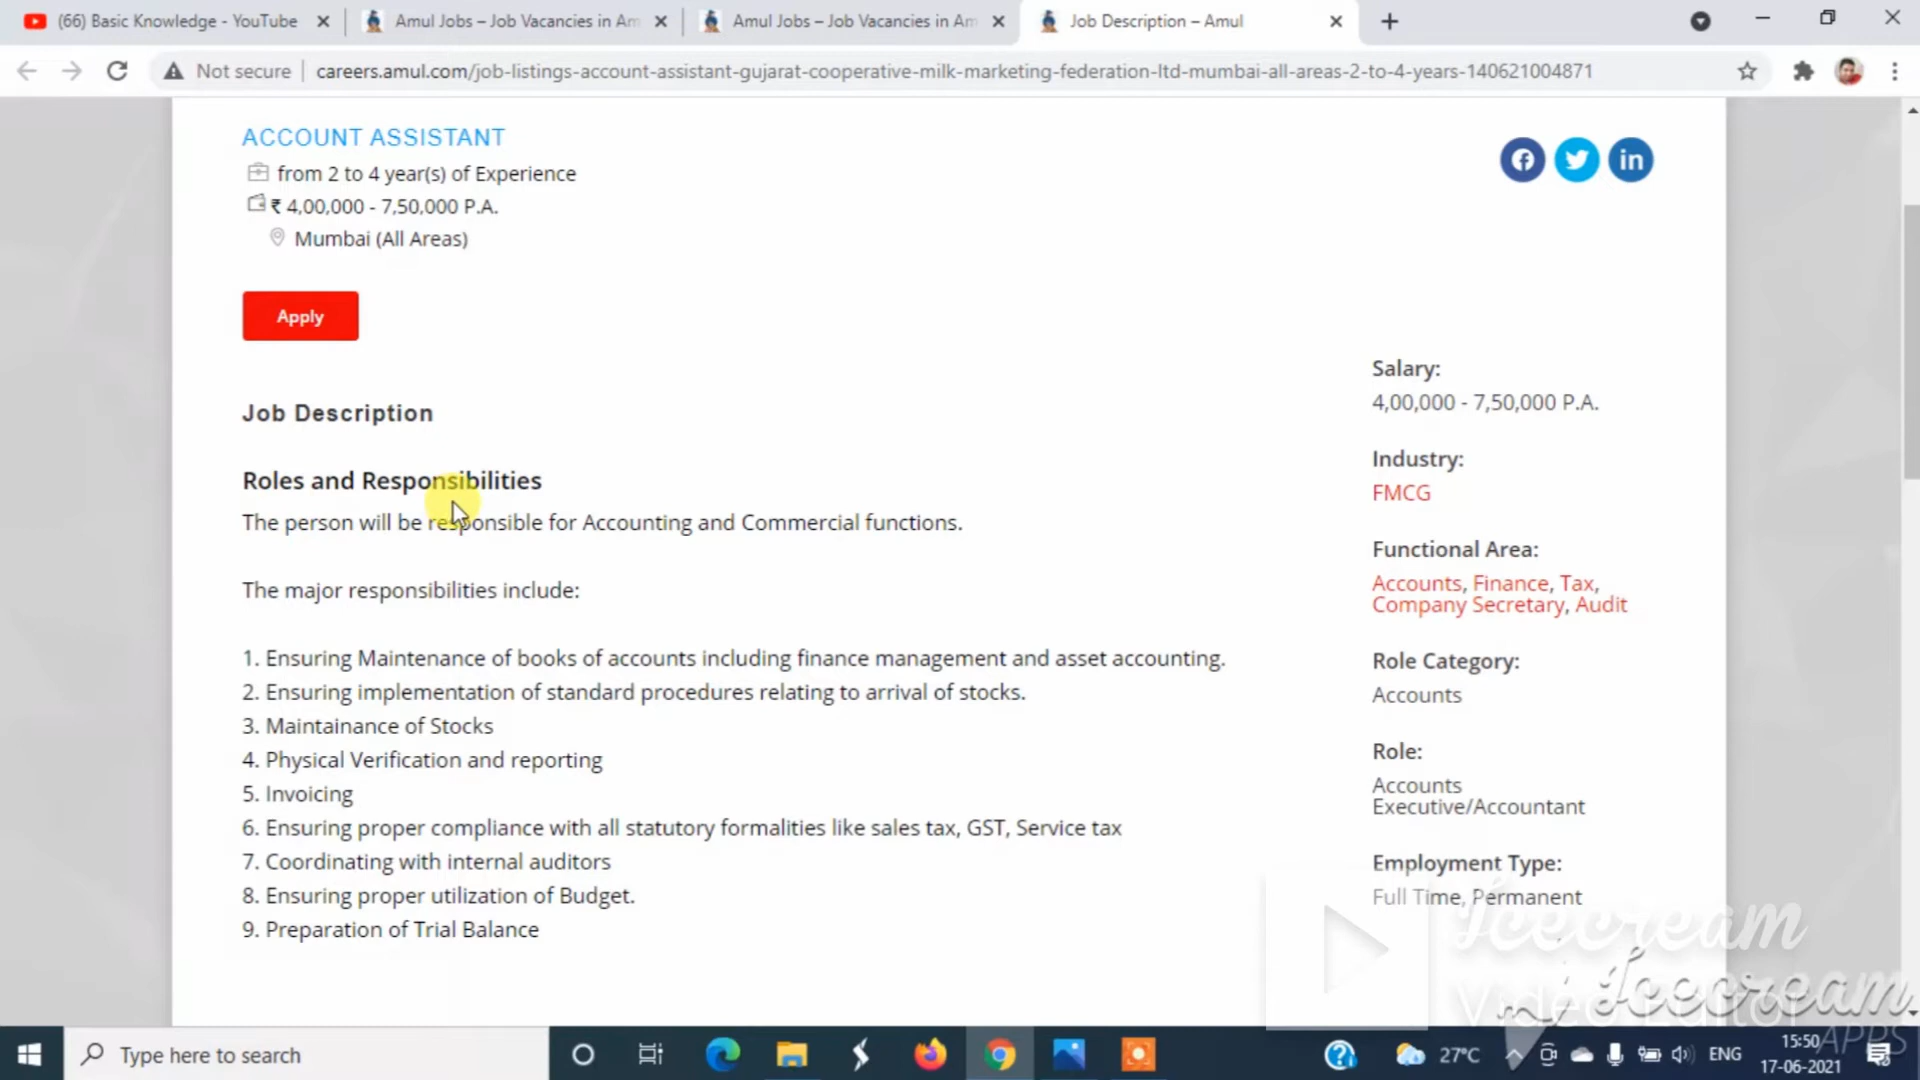 (66) Basic Knowledge - YouTube
Amul Jobs – Job Vacancies in Am
Amul Jobs – Job Vacancies in Am
Job Description – Amul
Not secure
careers.amul.com/job-listings-account-assistant-gujarat-cooperative-milk-marketing-federation-ltd-mumbai-all-areas-2-to-4-years-140621004871
ACCOUNT ASSISTANT
from 2 to 4 year(s) of Experience
₹ 4,00,000 - 7,50,000 P.A.
Mumbai (All Areas)
Apply
Job Description
Roles and Responsibilities
The person will be responsible for Accounting and Commercial functions.
The major responsibilities include:
1. Ensuring Maintenance of books of accounts including finance management and asset accounting.
2. Ensuring implementation of standard procedures relating to arrival of stocks.
3. Maintainance of Stocks
4. Physical Verification and reporting
5. Invoicing
6. Ensuring proper compliance with all statutory formalities like sales tax, GST, Service tax
7. Coordinating with internal auditors
8. Ensuring proper utilization of Budget.
9. Preparation of Trial Balance
Salary:
4,00,000 - 7,50,000 P.A.
Industry:
FMCG
Functional Area:
Accounts, Finance, Tax,
Company Secretary, Audit
Role Category:
Accounts
Role:
Accounts
Executive/Accountant
Employment Type:
Full Time, Permanent
Icecream
Icecream
Video Editor
APPS
Type here to search
27°C
ENG
15:50
17-06-2021